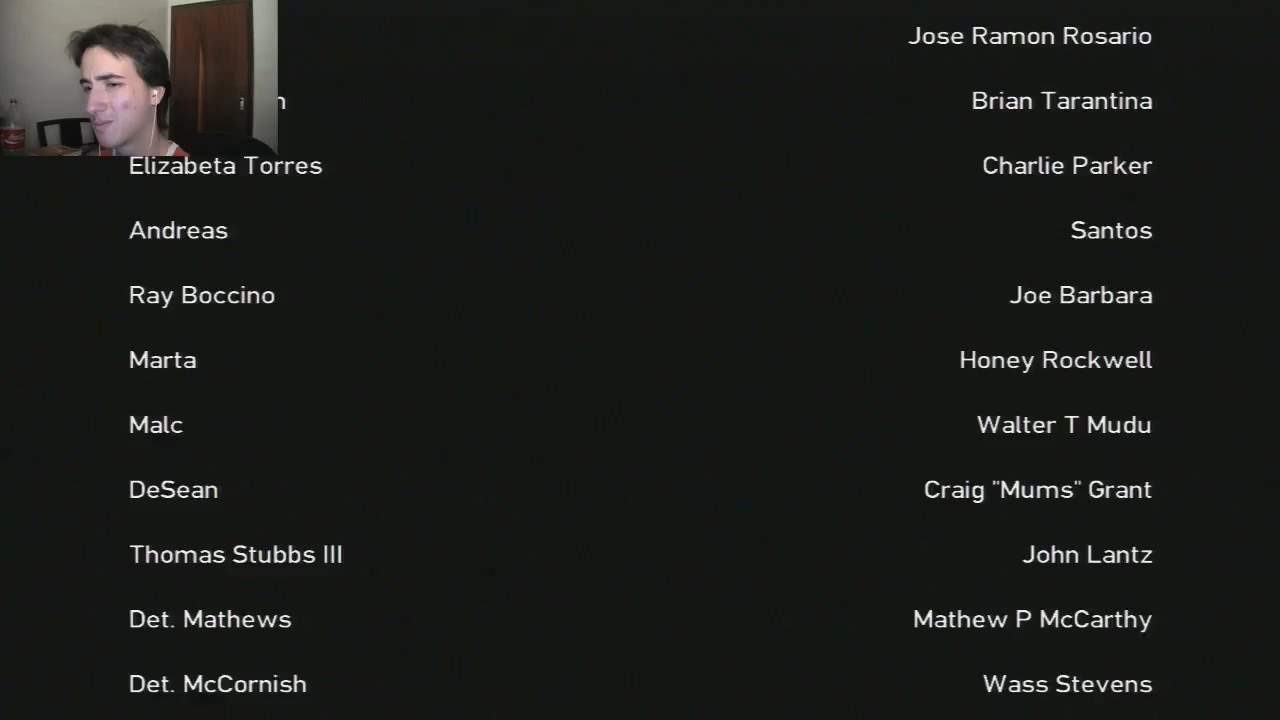 Jose Ramon Rosario
Brian Tarantina
Elizabeta Torres Charlie Parker
Andreas Santos
Ray Boccino Joe Barbara
Marta Honey Rockwell
Malc Walter T Mudu
DeSean Craig "Mums" Grant
Thomas Stubbs III John Lantz
Det. Mathews Mathew P McCarthy
Det. McCornish Wass Stevens